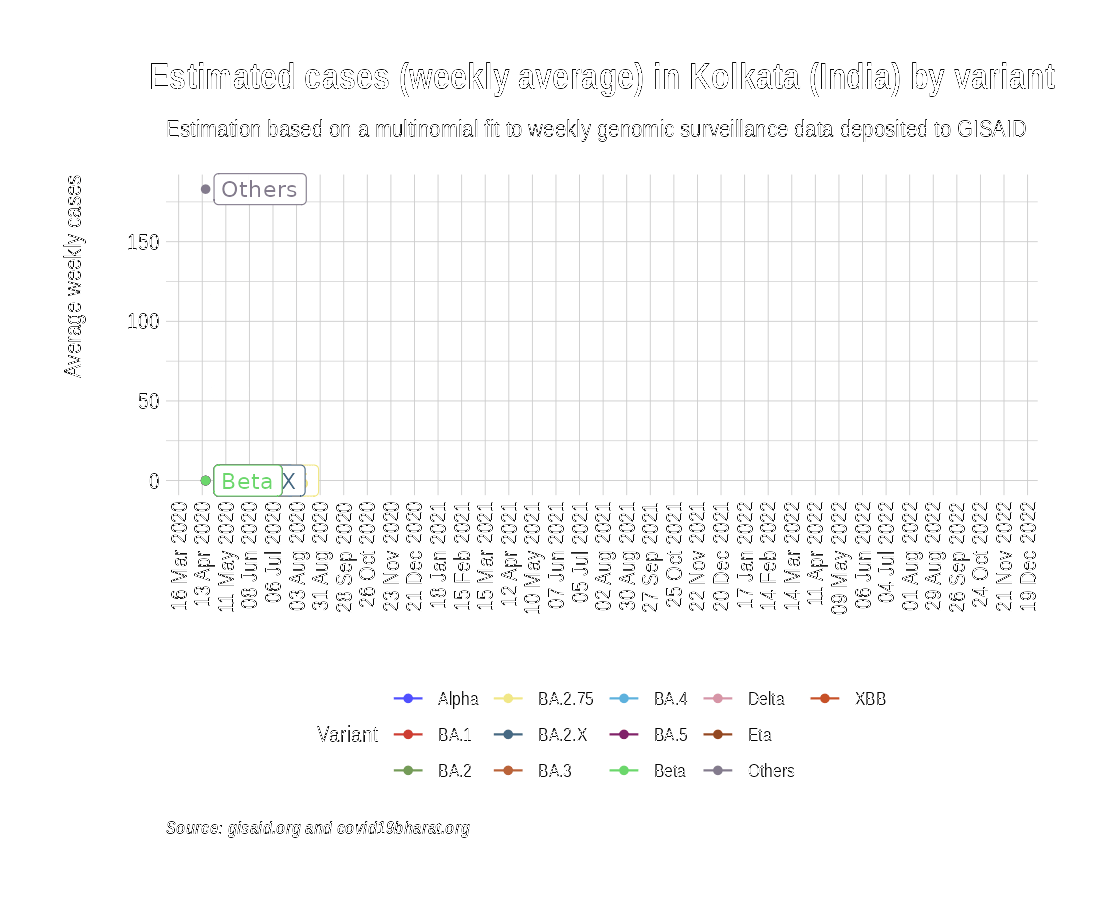 Estimated cases (weekly average) in Kolkata (India) by variant
Estimation based on a multinomial fit to weekly genomic surveillance data deposited to GISAID
Average weekly cases
Others
150
100
50
0
Beta
X
16 Mar 2020
13 Apr 2020
11 May 2020
08 Jun 2020
06 Jul 2020
03 Aug 2020
31 Aug 2020
28 Sep 2020
26 Oct 2020
23 Nov 2020
21 Dec 2020
18 Jan 2021
15 Feb 2021
15 Mar 2021
12 Apr 2021
10 May 2021
07 Jun 2021
05 Jul 2021
02 Aug 2021
30 Aug 2021
27 Sep 2021
25 Oct 2021
22 Nov 2021
20 Dec 2021
17 Jan 2022
14 Feb 2022
14 Mar 2022
11 Apr 2022
09 May 2022
06 Jun 2022
04 Jul 2022
01 Aug 2022
29 Aug 2022
26 Sep 2022
24 Oct 2022
21 Nov 2022
19 Dec 2022
Variant
Alpha BA.2.75 BA.4 Delta XBB
BA.1 BA.2.X BA.5 Eta
BA.2 BA.3 Beta Others
Source: gisaid.org and covid19bharat.org